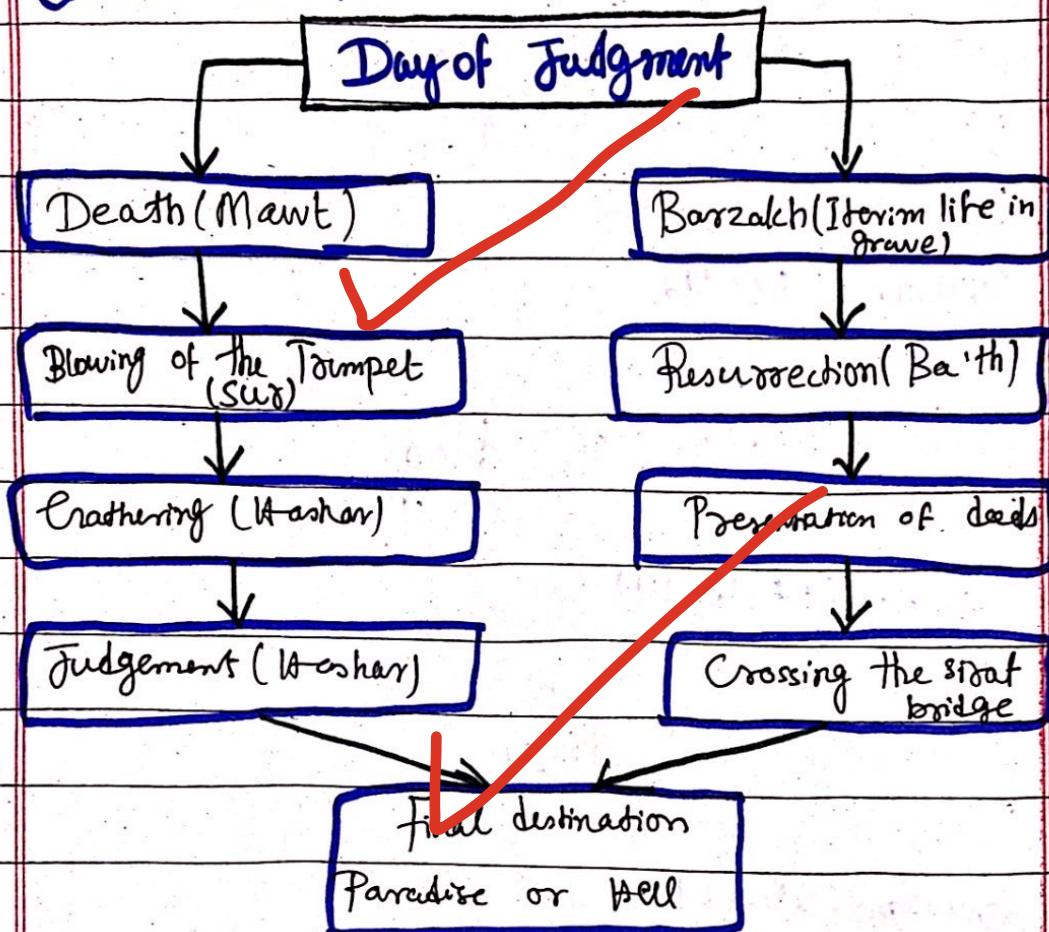 Day of Judgment
Death (Mawt)
Barzakh (Iterim life in
grave)
Blowing of the Trumpet
(Sur)
Resurrection (Ba'th)
Gathering (Hashar)
Presentation of deeds
Judgement (Hashar)
Crossing the sirat
bridge
final destination
Paradise or Hell